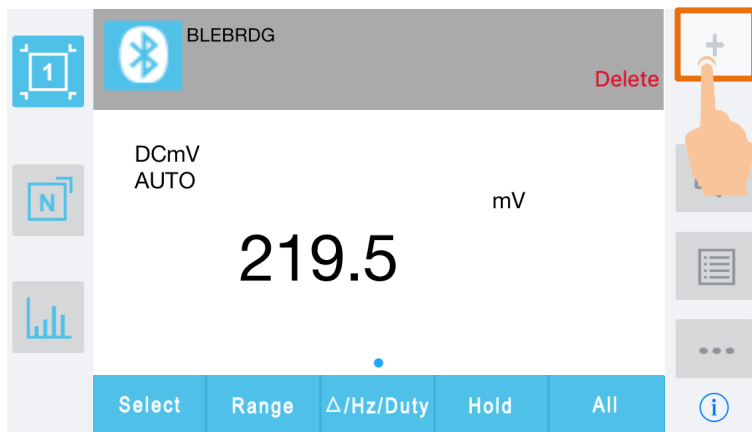 BLEBRDG
1
Delete
DCmV
AUTO
mV
N
219.5
Select Range △/Hz/Duty Hold All
i